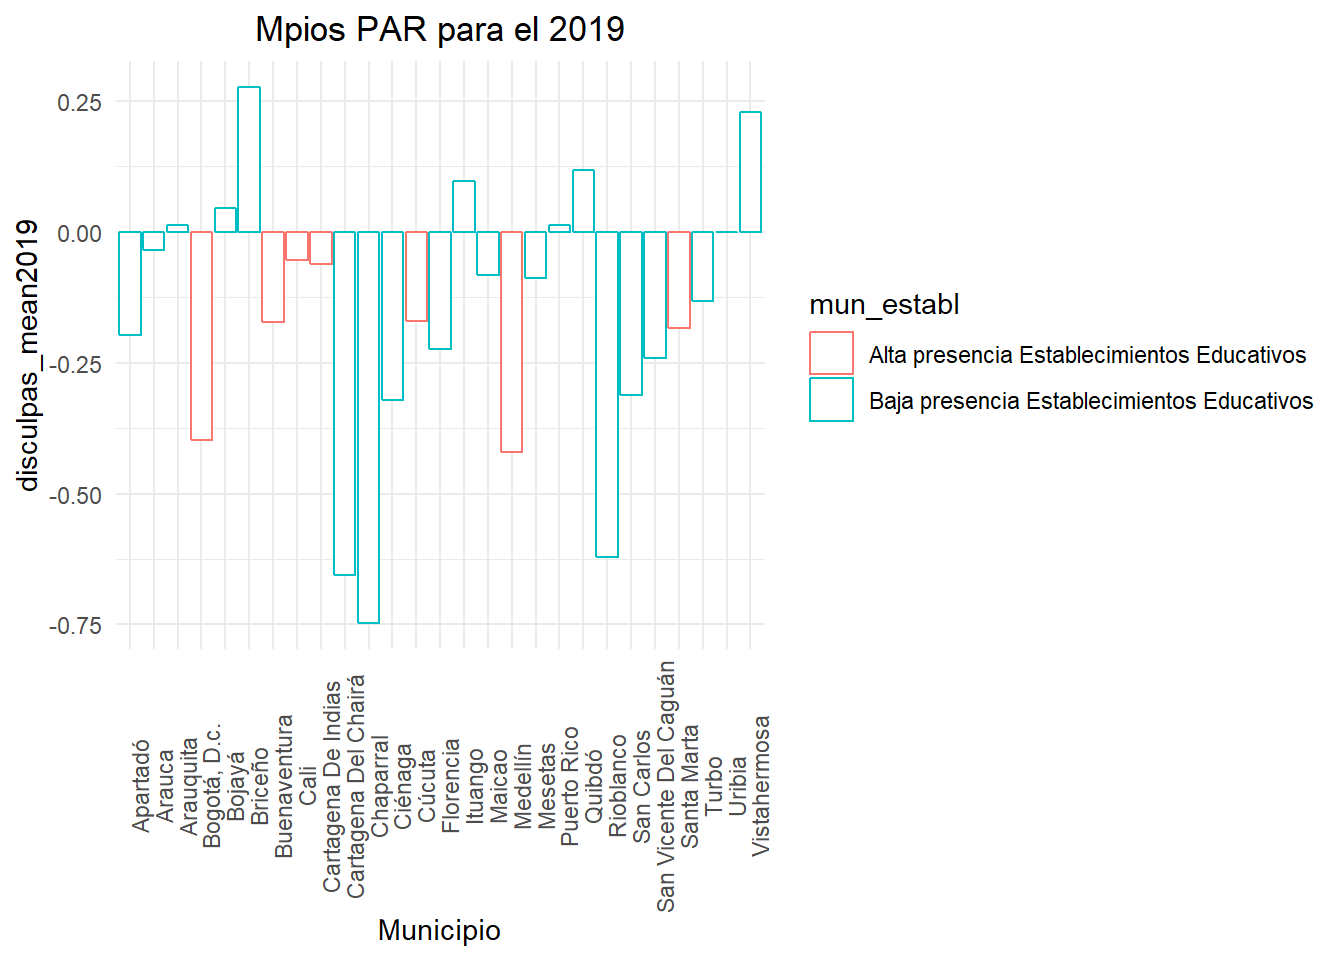 Mpios PAR para el 2019
0.25
0.00
-0.25
-0.50
-0.75
disculpas_mean2019
Apartadó
Arauca
Arauquita
Bogotá, D.c.
Bojayá
Briceño
Buenaventura
Cali
Cartagena De Indias
Cartagena Del Chairá
Chaparral
Ciénaga
Cúcuta
Florencia
Ituango
Maicao
Medellín
Mesetas
Puerto Rico
Quibdó
Rioblanco
San Carlos
San Vicente Del Caguán
Santa Marta
Turbo
Uribia
Vistahermosa
Municipio
mun_establ
Alta presencia Establecimientos Educativos
Baja presencia Establecimientos Educativos